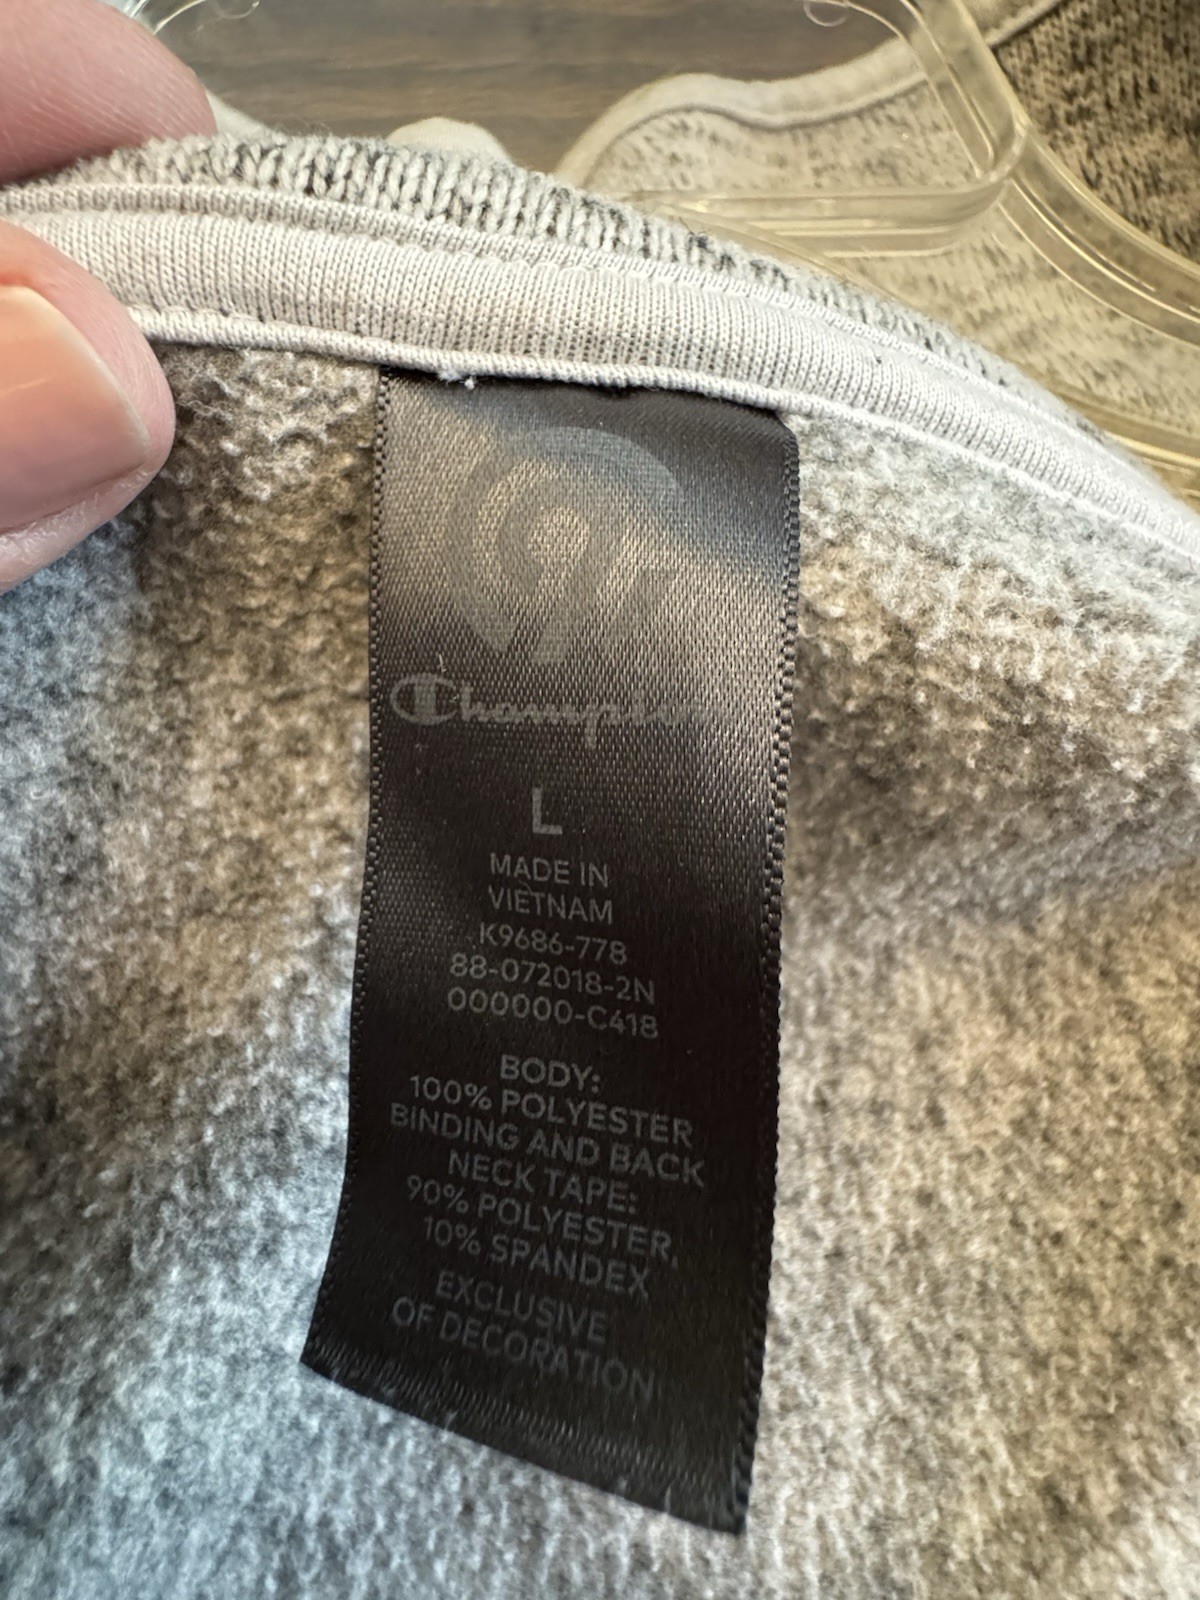 C9
Champion
L
MADE IN
VIETNAM
K9686-778
88-072018-2N
000000-C418
BODY:
100% POLYESTER
BINDING AND BACK
NECK TAPE:
90% POLYESTER,
10% SPANDEX
EXCLUSIVE
OF DECORATION